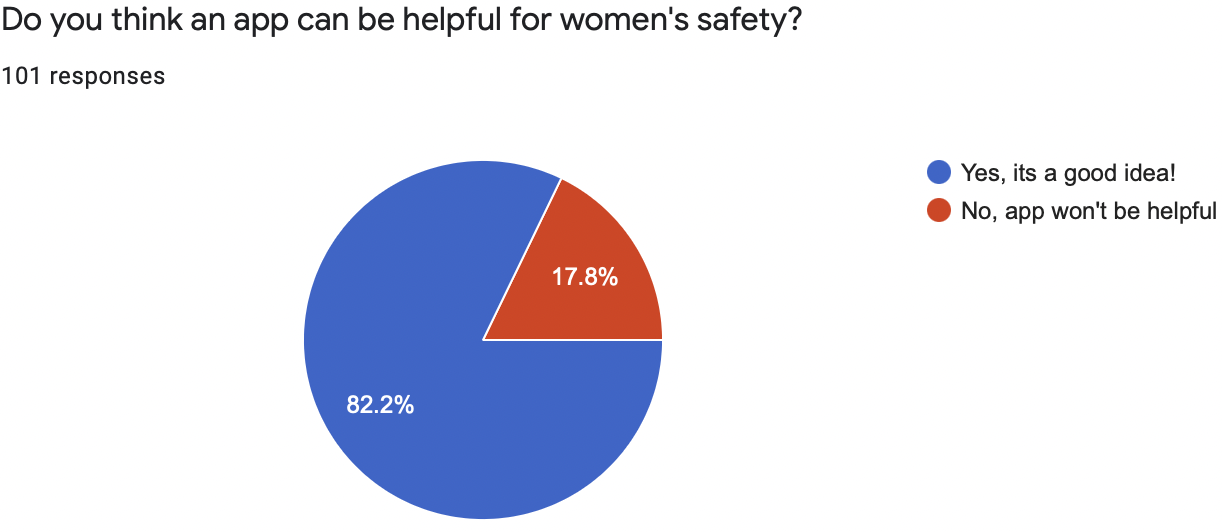 Do you think an app can be helpful for women's safety?
101 responses
Yes, its a good idea!
No, app won't be helpful
17.8%
82.2%